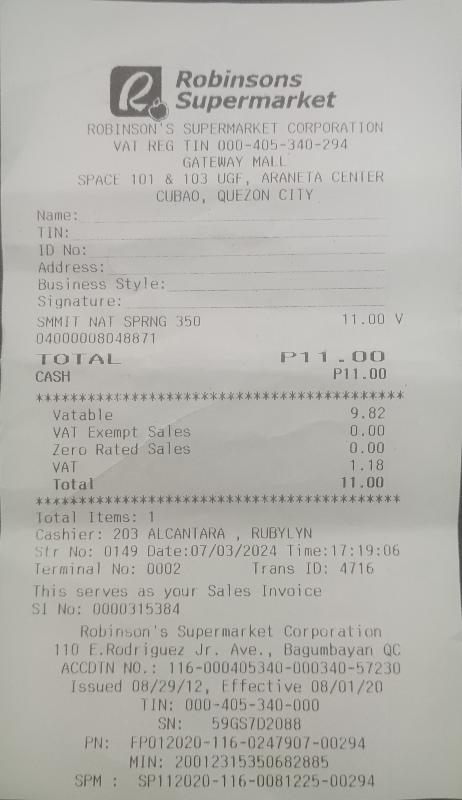 Robinsons
Supermarket
ROBINSON'S SUPERMARKET CORPORATION
VAT REG TIN 000-405-340-294
GATEWAY MALL
SPACE 101 & 103 UGF, ARANETA CENTER
CUBAO, QUEZON CITY
Name:
TIN:
ID No:
Address:
Business Style:
Signature:
SMMIT NAT SPRNG 350 11.00 V
04000008048871
TOTAL P11.00
CASH P11.00
******************************************
Vatable 9.82
VAT Exempt Sales 0.00
Zero Rated Sales 0.00
VAT 1.18
Total 11.00
******************************************
Total Items: 1
Cashier: 203 ALCANTARA , RUBYLYN
Str No: 0149 Date:07/03/2024 Time:17:19:06
Terminal No: 0002 Trans ID: 4716
This serves as your Sales Invoice
SI No: 0000315384
Robinson's Supermarket Corporation
110 E.Rodriguez Jr. Ave., Bagumbayan QC
ACCDTN NO.: 116-000405340-000340-57230
Issued 08/29/12, Effective 08/01/20
TIN: 000-405-340-000
SN: 59GS7D2088
PN: FP012020-116-0247907-00294
MIN: 20012315350682885
SPM : SP112020-116-0081225-00294